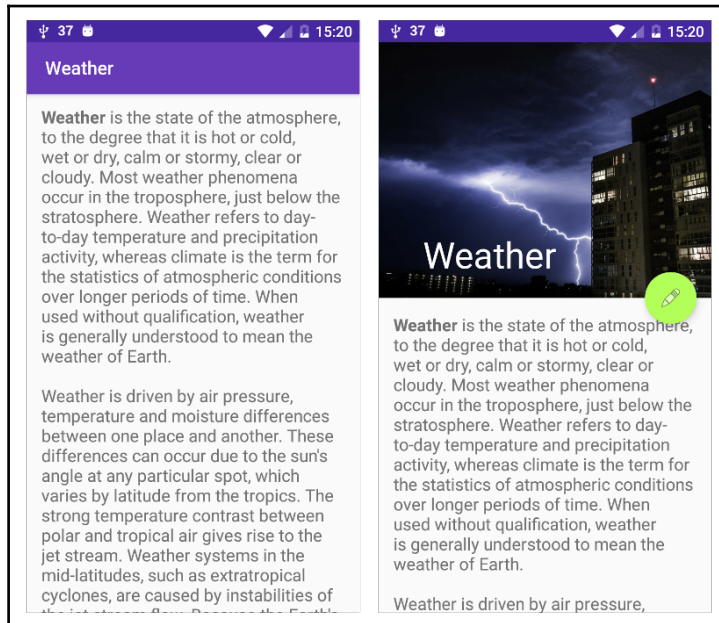 37
15:20
Weather
Weather is the state of the atmosphere,
to the degree that it is hot or cold,
wet or dry, calm or stormy, clear or
cloudy. Most weather phenomena
occur in the troposphere, just below the
stratosphere. Weather refers to day-
to-day temperature and precipitation
activity, whereas climate is the term for
the statistics of atmospheric conditions
over longer periods of time. When
used without qualification, weather
is generally understood to mean the
weather of Earth.
Weather is driven by air pressure,
temperature and moisture differences
between one place and another. These
differences can occur due to the sun's
angle at any particular spot, which
varies by latitude from the tropics. The
strong temperature contrast between
polar and tropical air gives rise to the
jet stream. Weather systems in the
mid-latitudes, such as extratropical
cyclones, are caused by instabilities of
the jet stream flow. Because the Earth's
37
15:20
Weather
Weather is the state of the atmosphere,
to the degree that it is hot or cold,
wet or dry, calm or stormy, clear or
cloudy. Most weather phenomena
occur in the troposphere, just below the
stratosphere. Weather refers to day-
to-day temperature and precipitation
activity, whereas climate is the term for
the statistics of atmospheric conditions
over longer periods of time. When
used without qualification, weather
is generally understood to mean the
weather of Earth.
Weather is driven by air pressure,